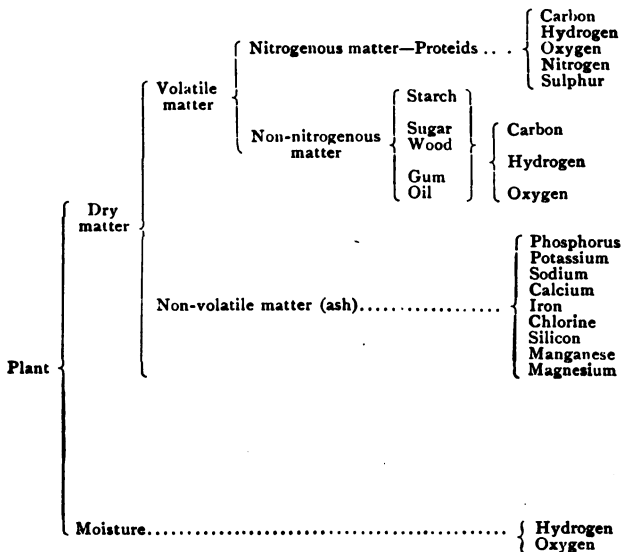 Carbon
Hydrogen
Nitrogenous matter—Proteids .. . Oxygen
Nitrogen
Sulphur
Volatile
matter
Starch
Non-nitrogenous
matter
Sugar
Wood
Gum
Oil
Carbon
Hydrogen
Oxygen
Dry
matter
Phosphorus
Potassium
Sodium
Calcium
Non-volatile matter (ash).................... Iron
Chlorine
Silicon
Manganese
Magnesium
Plant
Moisture.................................................... Hydrogen
Oxygen